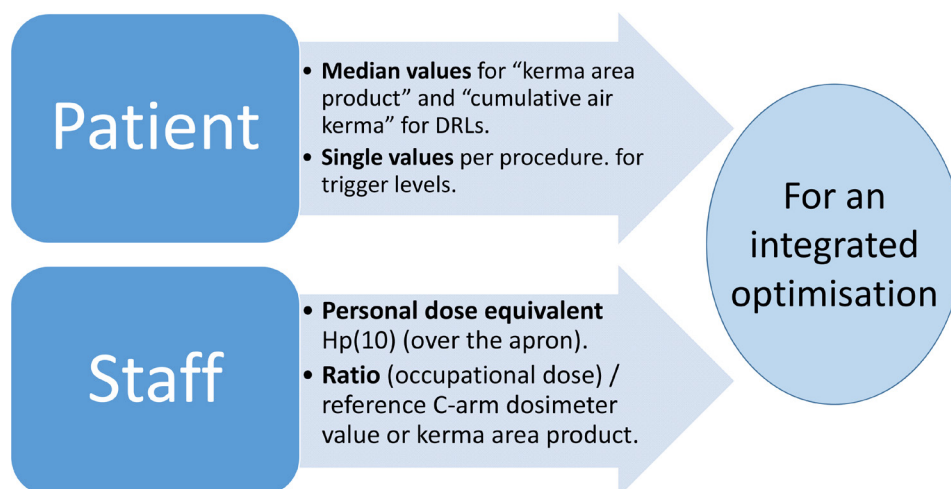 Patient
• Median values for “kerma area
product” and “cumulative air
kerma” for DRLs.
• Single values per procedure. for
trigger levels.
Staff
• Personal dose equivalent
Hp(10) (over the apron).
• Ratio (occupational dose) /
reference C-arm dosimeter
value or kerma area product.
For an
integrated
optimisation